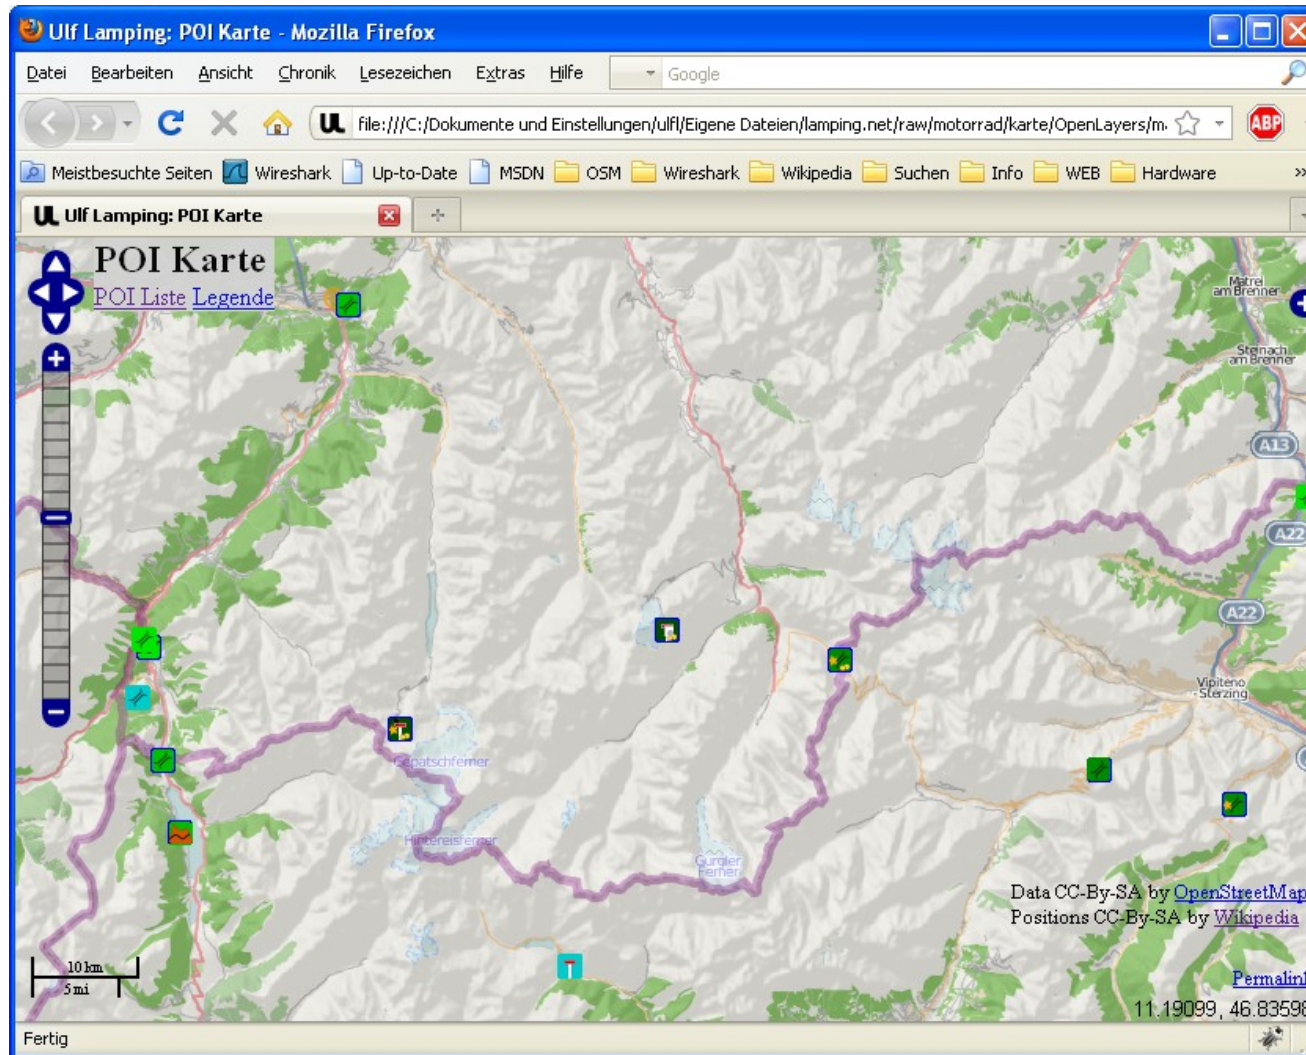 Ulf Lamping: POI Karte - Mozilla Firefox
Datei Bearbeiten Ansicht Chronik Lesezeichen Extras Hilfe Google
UL file:///C:/Dokumente und Einstellungen/ulfl/Eigene Dateien/lamping.net/raw/motorrad/karte/OpenLayers/m ABP
Meistbesuchte Seiten Wireshark Up-to-Date MSDN OSM Wireshark Wikipedia Suchen Info WEB Hardware »
UL Ulf Lamping: POI Karte
POI Karte
POI Liste Legende
Matrei
am Brenner
Steinach
am Brenner
A13
A22
A22
Vipiteno
- Sterzing
Gepatschferner
Hintereisferner
Gurgler
Ferner
Data CC-By-SA by OpenStreetMap
Positions CC-By-SA by Wikipedia
10 km
5 mi
Permalink
11.19099, 46.83598
Fertig